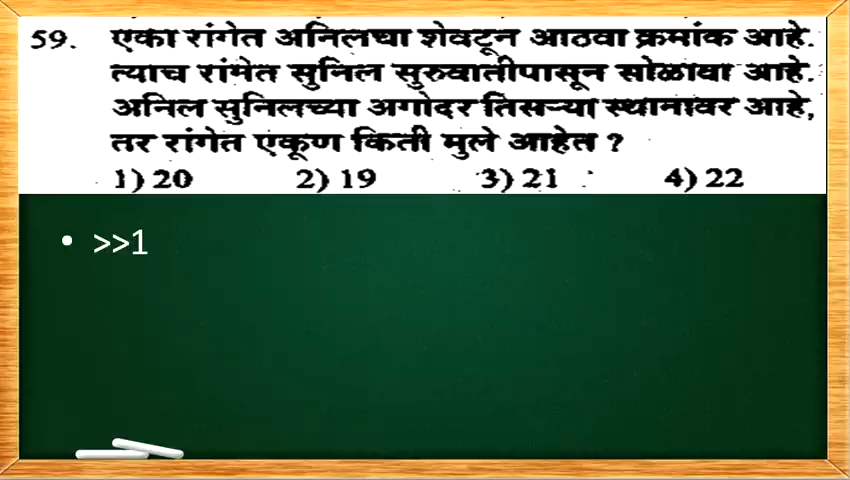 59. एका रांगेत अनिलचा शेवटून आठवा क्रमांक आहे.
त्याच रांगेत सुनिल सुरुवातीपासून सोळावा आहे.
अनिल सुनिलच्या अगोदर तिसऱ्या स्थानावर आहे,
तर रांगेत एकूण किती मुले आहेत ?
1) 20 2) 19 3) 21 4) 22
• >>1